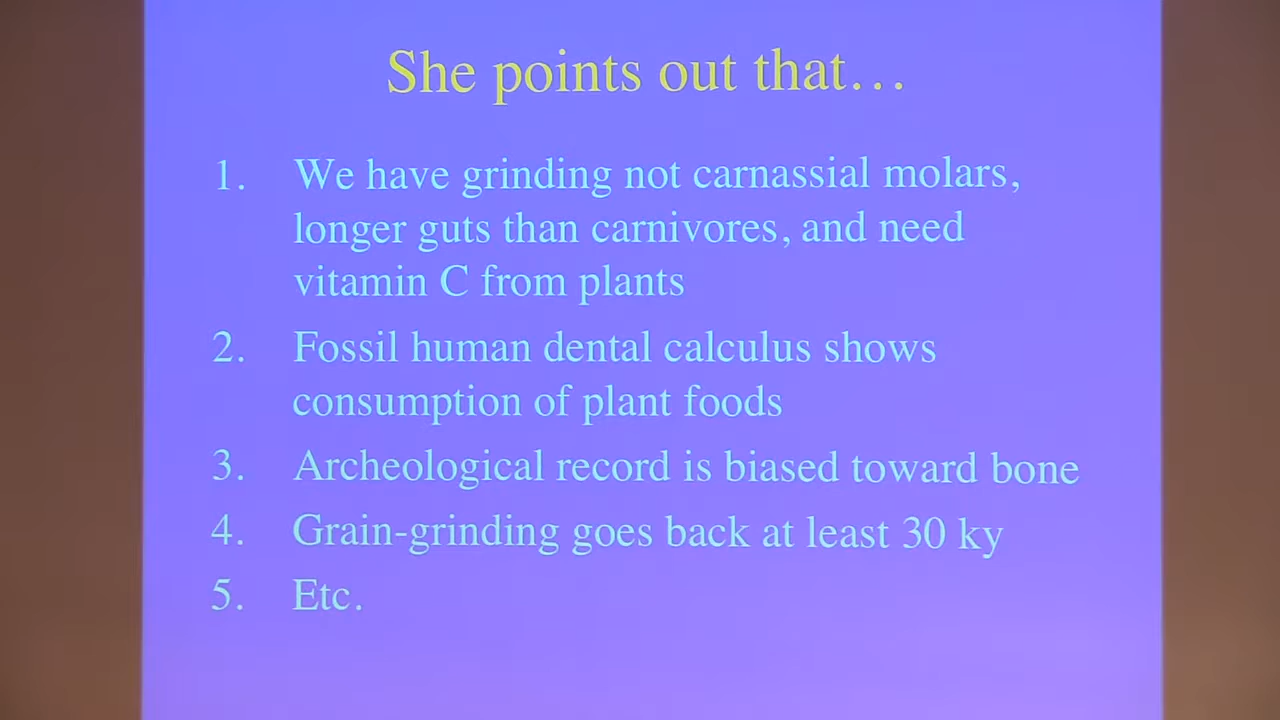 She points out that…
1. We have grinding not carnassial molars,
longer guts than carnivores, and need
vitamin C from plants
2. Fossil human dental calculus shows
consumption of plant foods
3. Archeological record is biased toward bone
4. Grain-grinding goes back at least 30 ky
5. Etc.